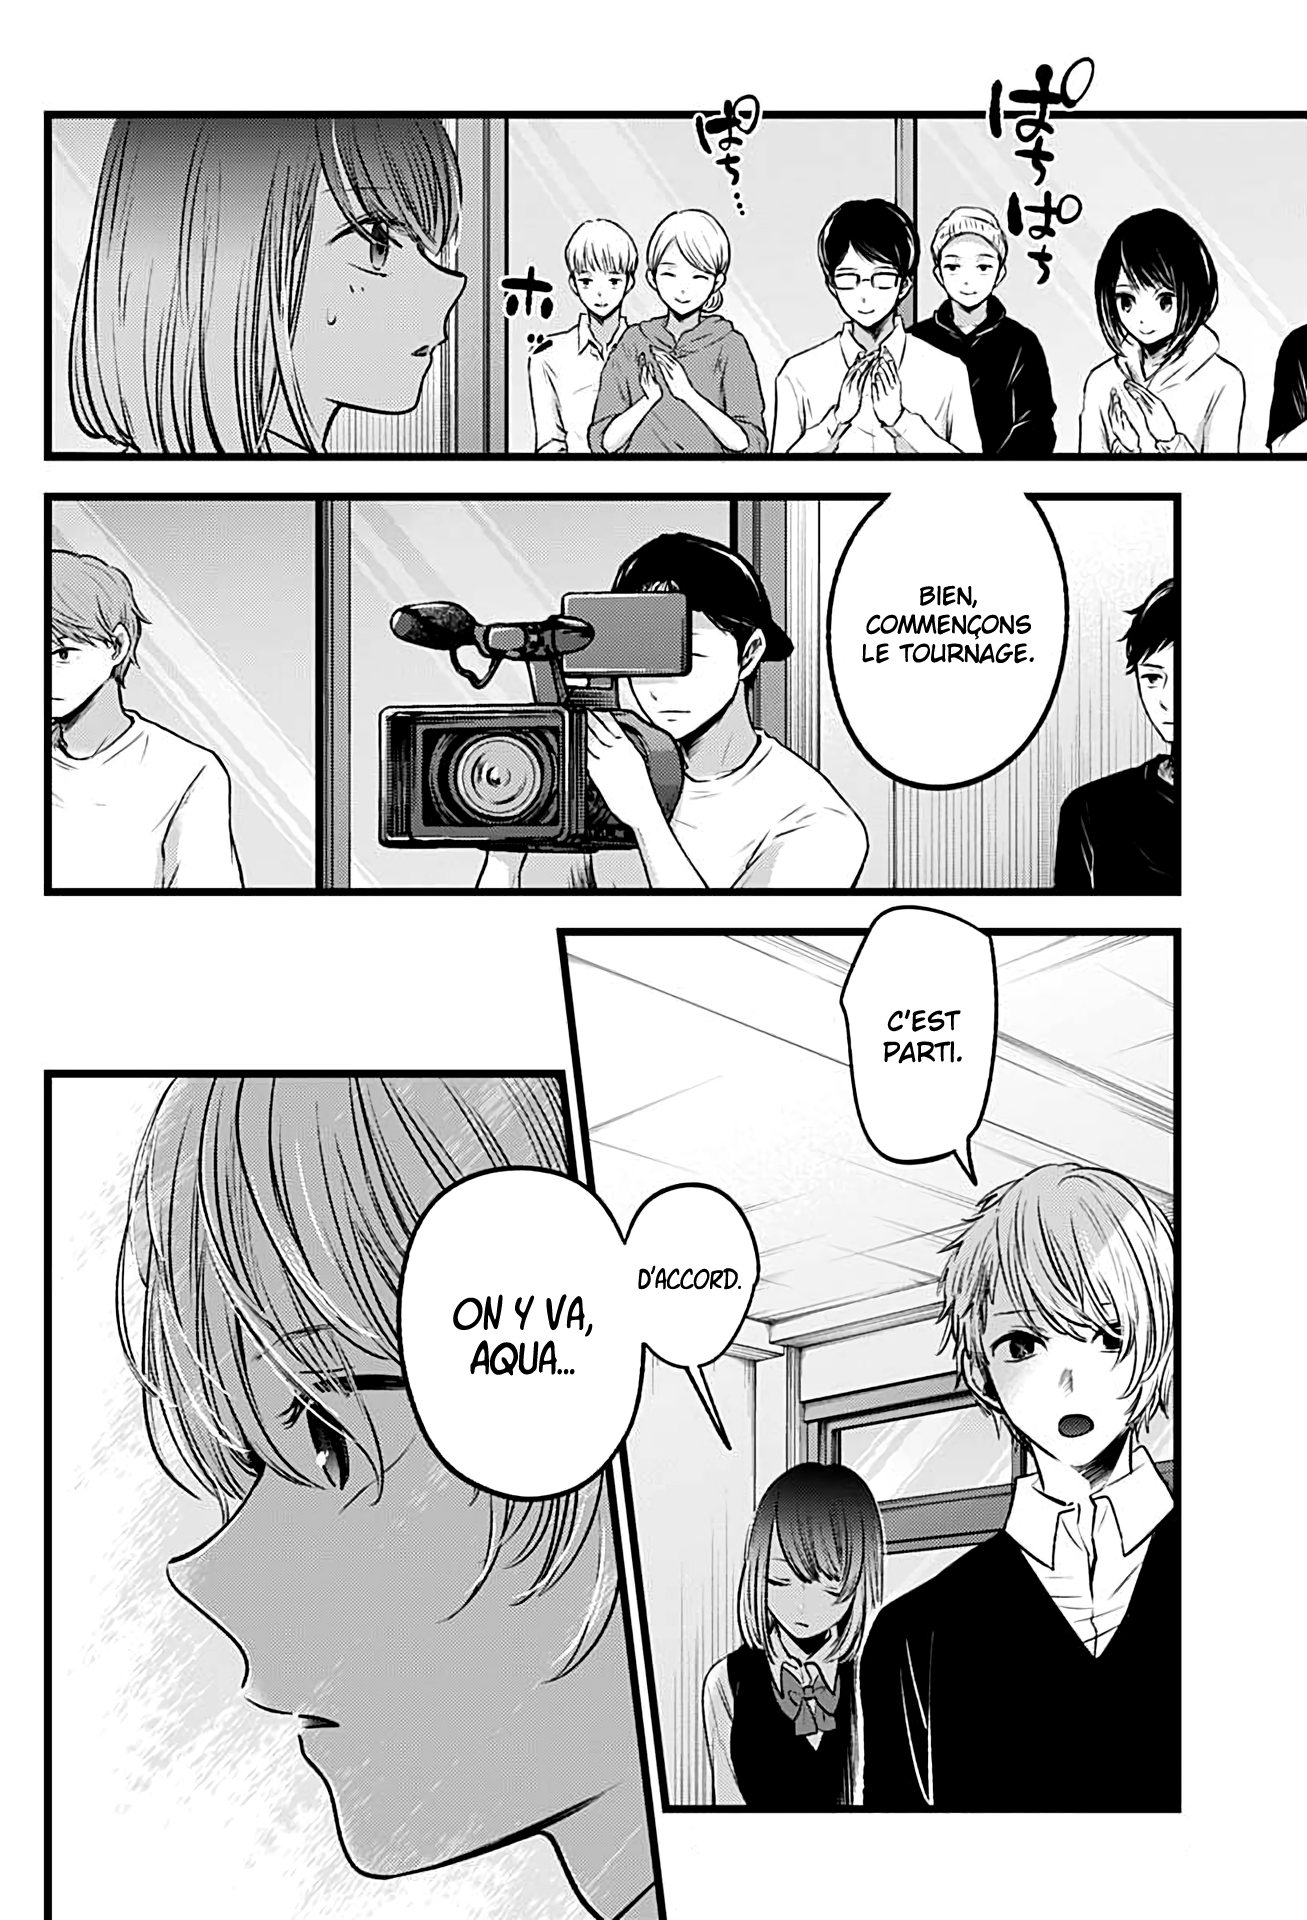 ぱちぱち
ぱち…
ホッ
BIEN,
COMMENÇONS
LE TOURNAGE.
C'EST
PARTI.
D'ACCORD.
ON Y VA,
AQUA...